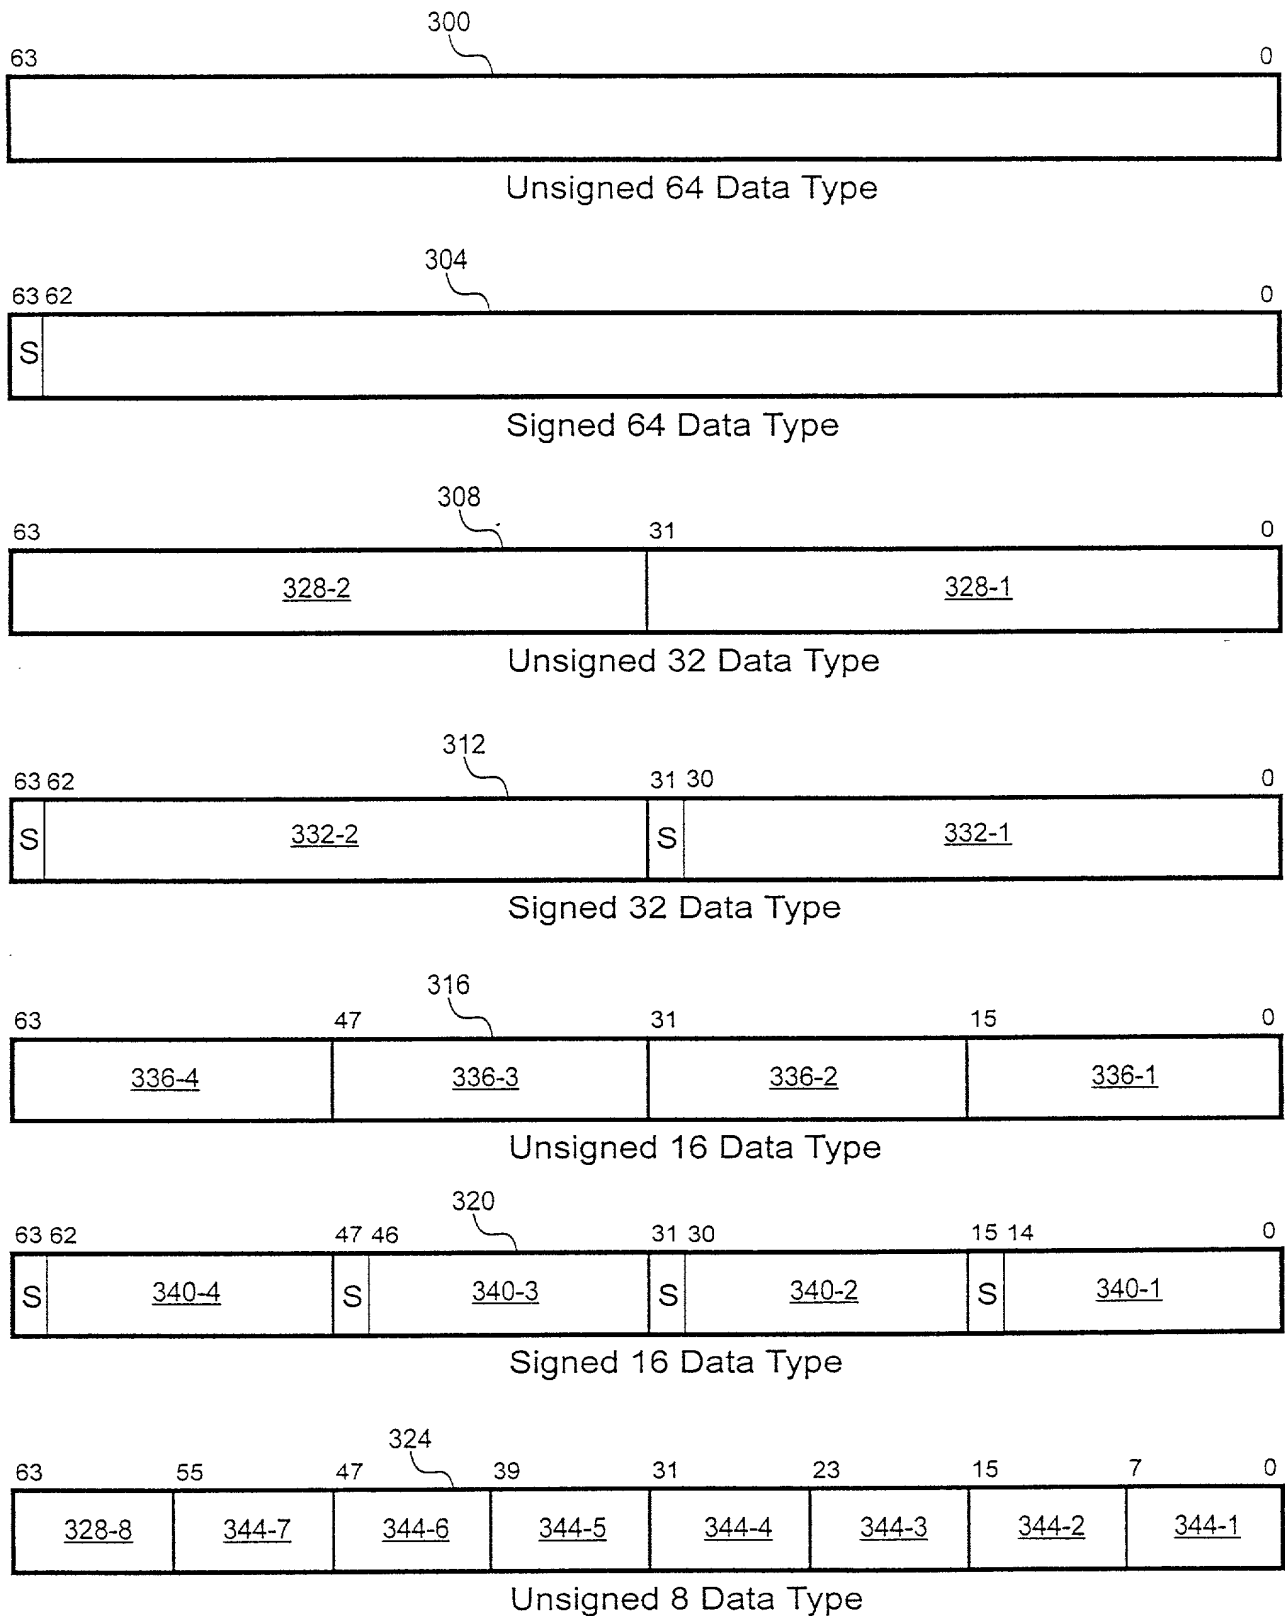 300
63 0
Unsigned 64 Data Type
304
63 62 0
S
Signed 64 Data Type
308
63 31 0
328-2 328-1
Unsigned 32 Data Type
312
63 62 31 30 0
S 332-2 S 332-1
Signed 32 Data Type
316
63 47 31 15 0
336-4 336-3 336-2 336-1
Unsigned 16 Data Type
320
63 62 47 46 31 30 15 14 0
S 340-4 S 340-3 S 340-2 S 340-1
Signed 16 Data Type
324
63 55 47 39 31 23 15 7 0
328-8 344-7 344-6 344-5 344-4 344-3 344-2 344-1
Unsigned 8 Data Type